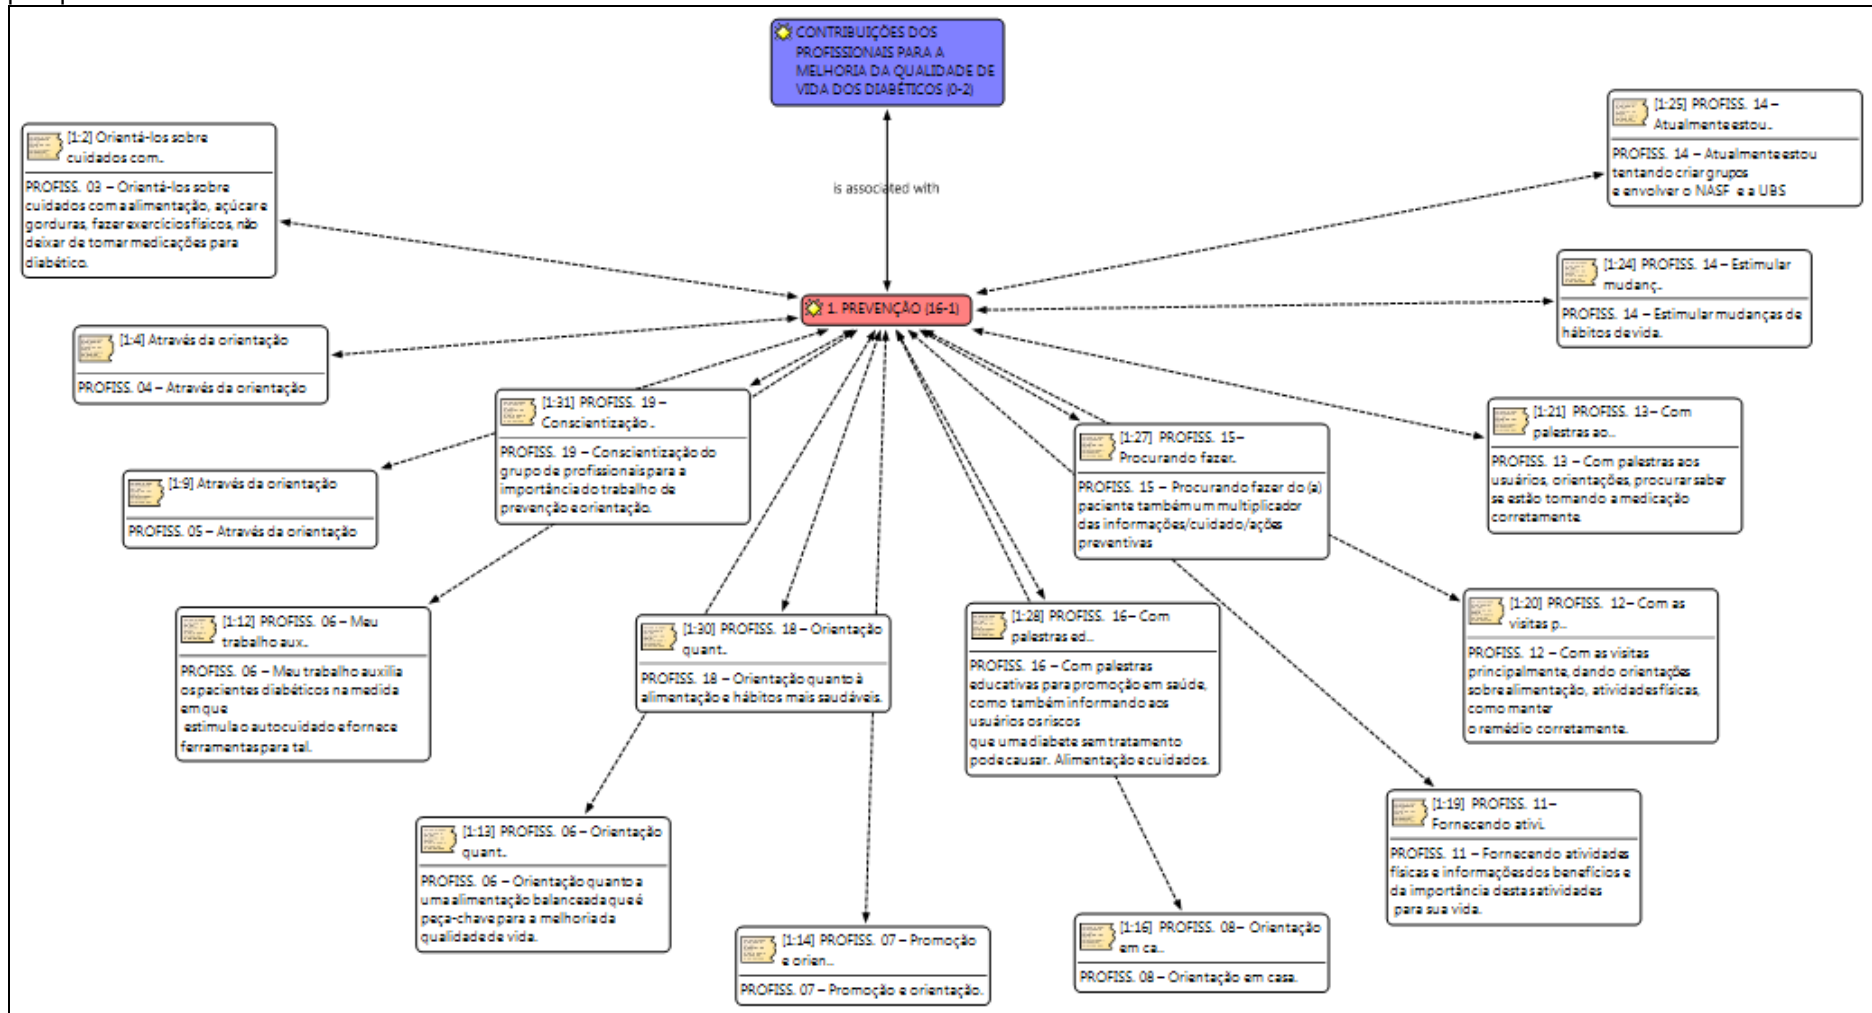 CONTRIBUIÇÕES DOS
PROFISSIONAIS PARA A
MELHORIA DA QUALIDADE DE
VIDA DOS DIABÉTICOS (0-2)
is associated with
1. PREVENÇÃO (16-1)
[1:2] Orientá-los sobre
cuidados com..
PROFISS. 03 – Orientá-los sobre
cuidados com a alimentação, açúcar e
gorduras, fazer exercícios físicos, não
deixar de tomar medicações para
diabético.
[1:25] PROFISS. 14 –
Atualmente estou..
PROFISS. 14 – Atualmente estou
tentando criar grupos
e envolver o NASF e a UBS
[1:24] PROFISS. 14 – Estimular
mudanç..
PROFISS. 14 – Estimular mudanças de
hábitos de vida.
[1:4] Através da orientação
PROFISS. 04 – Através da orientação
[1:31] PROFISS. 19 –
Conscientização ..
PROFISS. 19 – Conscientização do
grupo de profissionais para a
importância do trabalho de
prevenção e orientação.
[1:27] PROFISS. 15–
Procurando fazer..
PROFISS. 15 – Procurando fazer do (a)
paciente também um multiplicador
das informações/cuidado/ações
preventivas
[1:21] PROFISS. 13– Com
palestras ao..
PROFISS. 13 – Com palestras aos
usuários, orientações, procurar saber
se estão tomando a medicação
corretamente.
[1:9] Através da orientação
PROFISS. 05 – Através da orientação
[1:12] PROFISS. 06 – Meu
trabalho aux..
PROFISS. 06 – Meu trabalho auxilia
os pacientes diabéticos na medida
em que
estimula o autocuidado e fornece
ferramentas para tal.
[1:30] PROFISS. 18 – Orientação
quant..
PROFISS. 18 – Orientação quanto à
alimentação e hábitos mais saudáveis.
[1:28] PROFISS. 16– Com
palestras ed..
PROFISS. 16 – Com palestras
educativas para promoção em saúde,
como também informando aos
usuários os riscos
que uma diabete sem tratamento
pode causar. Alimentação e cuidados.
[1:20] PROFISS. 12– Com as
visitas p..
PROFISS. 12 – Com as visitas
principalmente, dando orientações
sobre alimentação, atividades físicas,
como manter
o remédio corretamente.
[1:13] PROFISS. 06 – Orientação
quant..
PROFISS. 06 – Orientação quanto a
uma alimentação balanceada que é
peça-chave para a melhoria da
qualidade de vida.
[1:19] PROFISS. 11–
Fornecendo ativi..
PROFISS. 11 – Fornecendo atividades
físicas e informações dos benefícios e
da importância destas atividades
para sua vida.
[1:14] PROFISS. 07 – Promoção
e orien...
PROFISS. 07 – Promoção e orientação.
[1:16] PROFISS. 08– Orientação
em ca...
PROFISS. 08 – Orientação em casa.